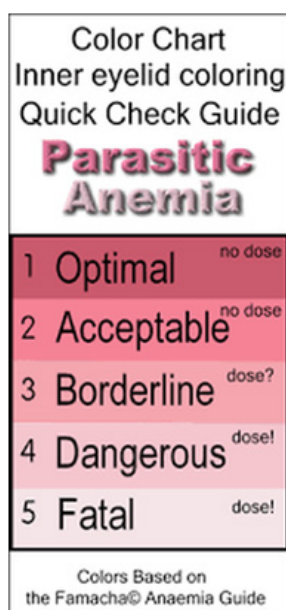 Color Chart
Inner eyelid coloring
Quick Check Guide
Parasitic
Anemia
1 Optimal no dose
2 Acceptable no dose
3 Borderline dose?
4 Dangerous dose!
5 Fatal dose!
Colors Based on
the Famacha© Anaemia Guide